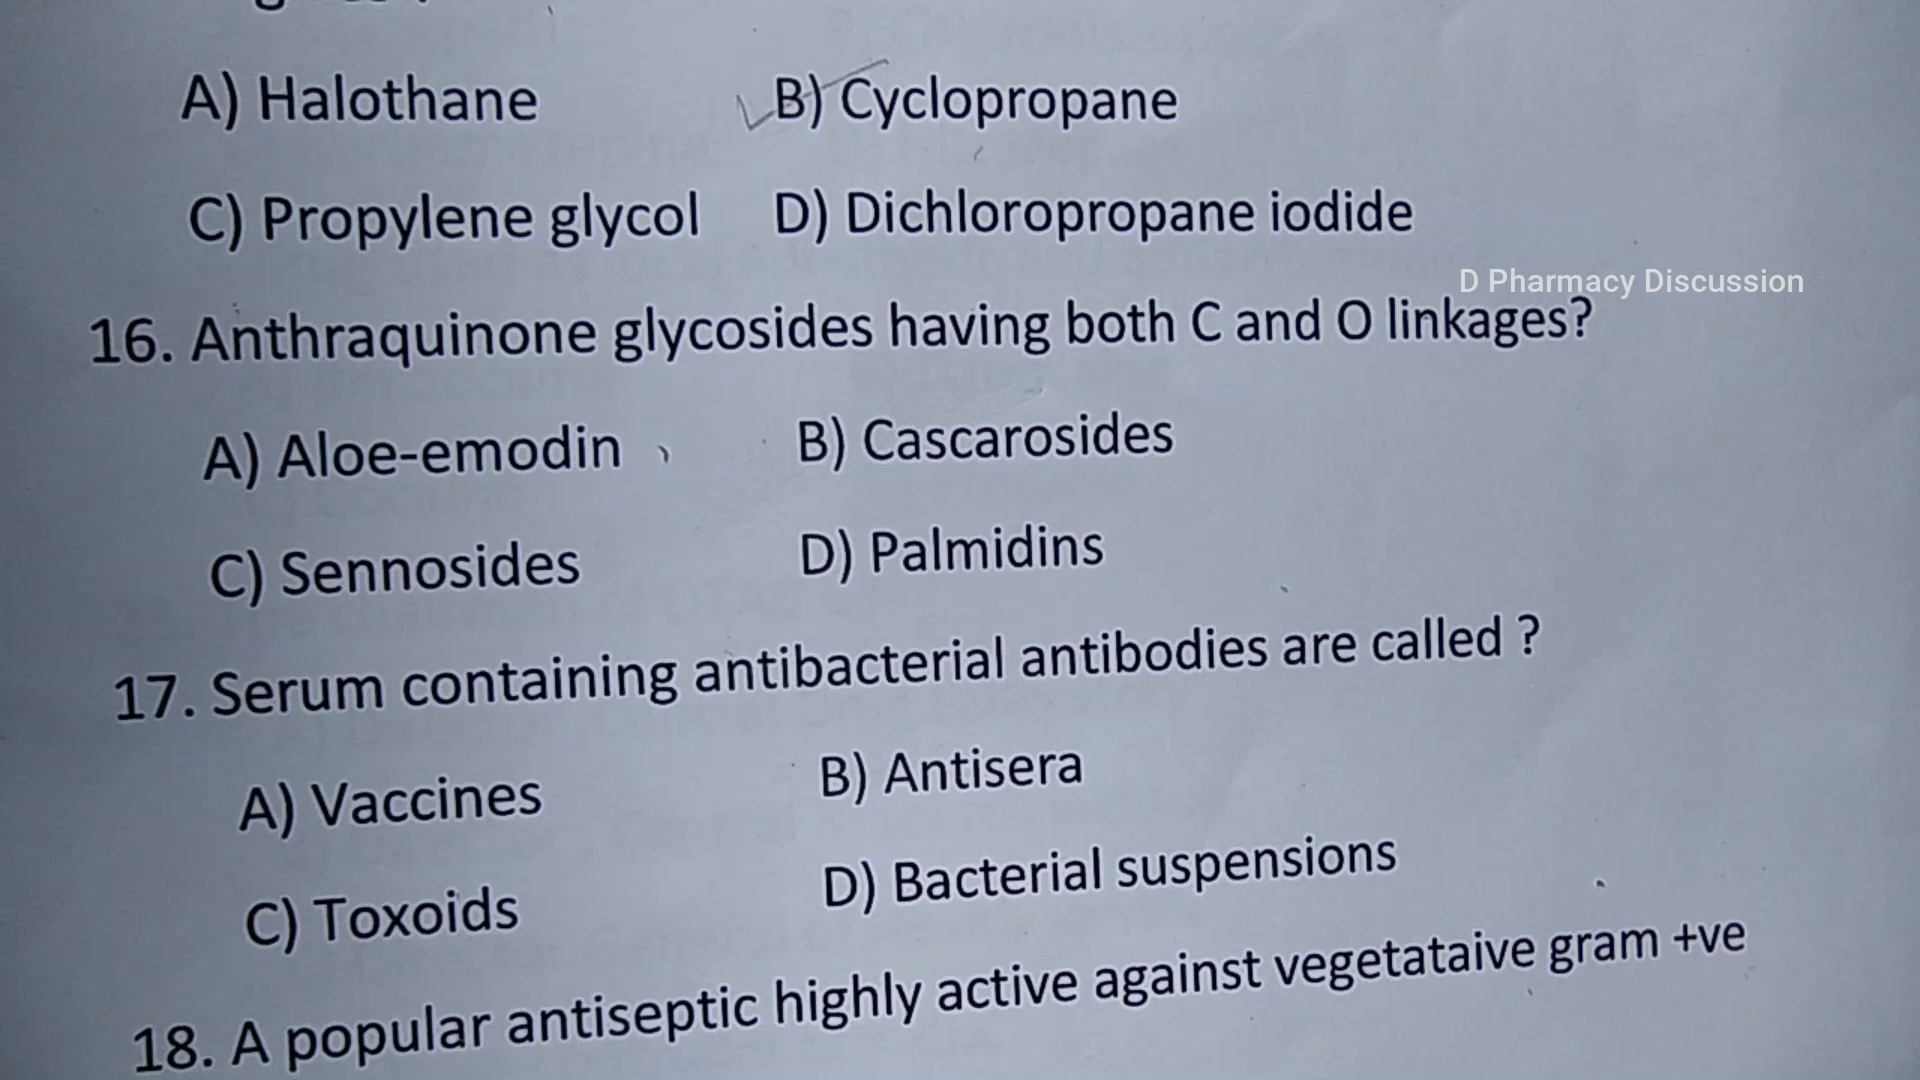 A) Halothane B) Cyclopropane
C) Propylene glycol D) Dichloropropane iodide
D Pharmacy Discussion
16. Anthraquinone glycosides having both C and O linkages?
A) Aloe-emodin B) Cascarosides
C) Sennosides D) Palmidins
17. Serum containing antibacterial antibodies are called ?
A) Vaccines B) Antisera
C) Toxoids D) Bacterial suspensions
18. A popular antiseptic highly active against vegetataive gram +ve